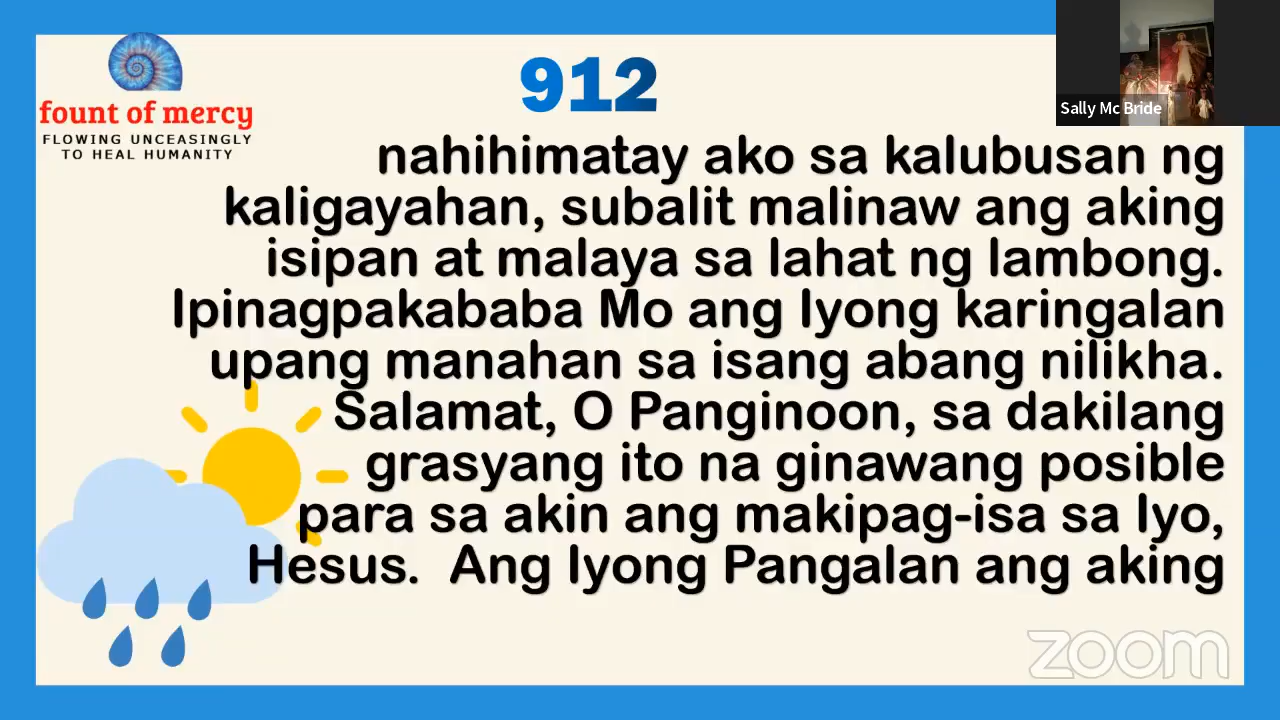 fount of mercy
FLOWING UNCEASINGLY
TO HEAL HUMANITY
912
Sally Mc Bride
nahihimatay ako sa kalubusan ng
kaligayahan, subalit malinaw ang aking
isipan at malaya sa lahat ng lambong.
Ipinagpakababa Mo ang Iyong karingalan
upang manahan sa isang abang nilikha.
Salamat, O Panginoon, sa dakilang
grasyang ito na ginawang posible
para sa akin ang makipag-isa sa Iyo,
Hesus.  Ang Iyong Pangalan ang aking
zoom